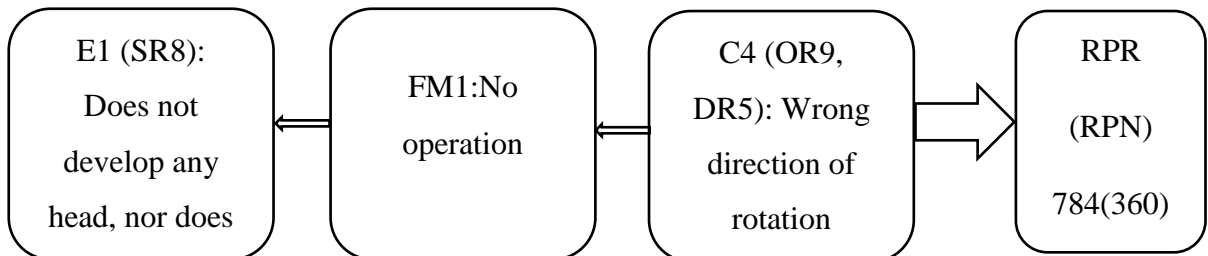 E1 (SR8):
Does not
develop any
head, nor does
FM1:No
operation
C4 (OR9,
DR5): Wrong
direction of
rotation
RPR
(RPN)
784(360)